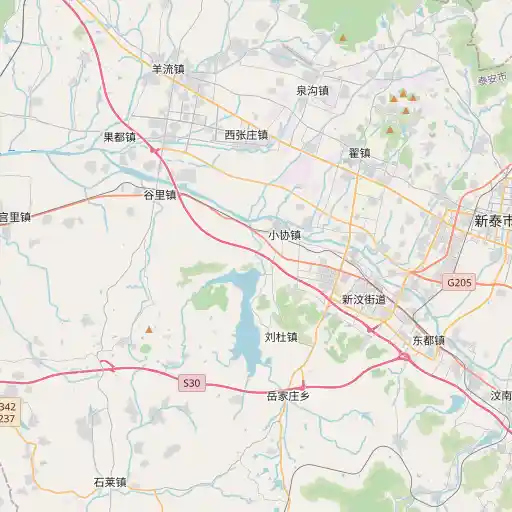 羊流镇
泉沟镇
泰安市
果都镇
西张庄镇
翟镇
谷里镇
宫里镇
新泰市
小协镇
G205
新汶街道
刘杜镇
东都镇
S30
岳家庄乡
汶南
342
237
石莱镇